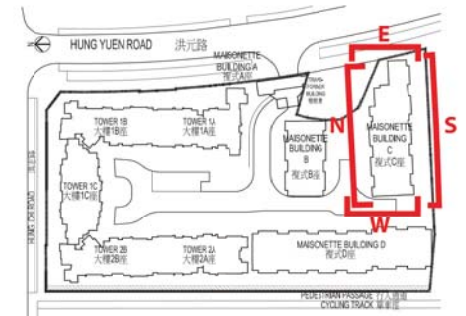 E
HUNG YUEN ROAD 洪元路
MAISONETTE
BUILDING A
複式A座
TRANS-
FORMER
BUILDING
N
S
TOWER 1B
大樓1B座
TOWER 1A
大樓1A座
MAISONETTE
BUILDING
B
複式B座
MAISONETTE
BUILDING
C
複式C座
HUNG CHI ROAD
TOWER 1C
大樓1C座
W
TOWER 2B
大樓2B座
TOWER 2A
大樓2A座
MAISONETTE BUILDING D
複式D座
PEDESTRIAN PASSAGE 行人通道
CYCLING TRACK 單車徑